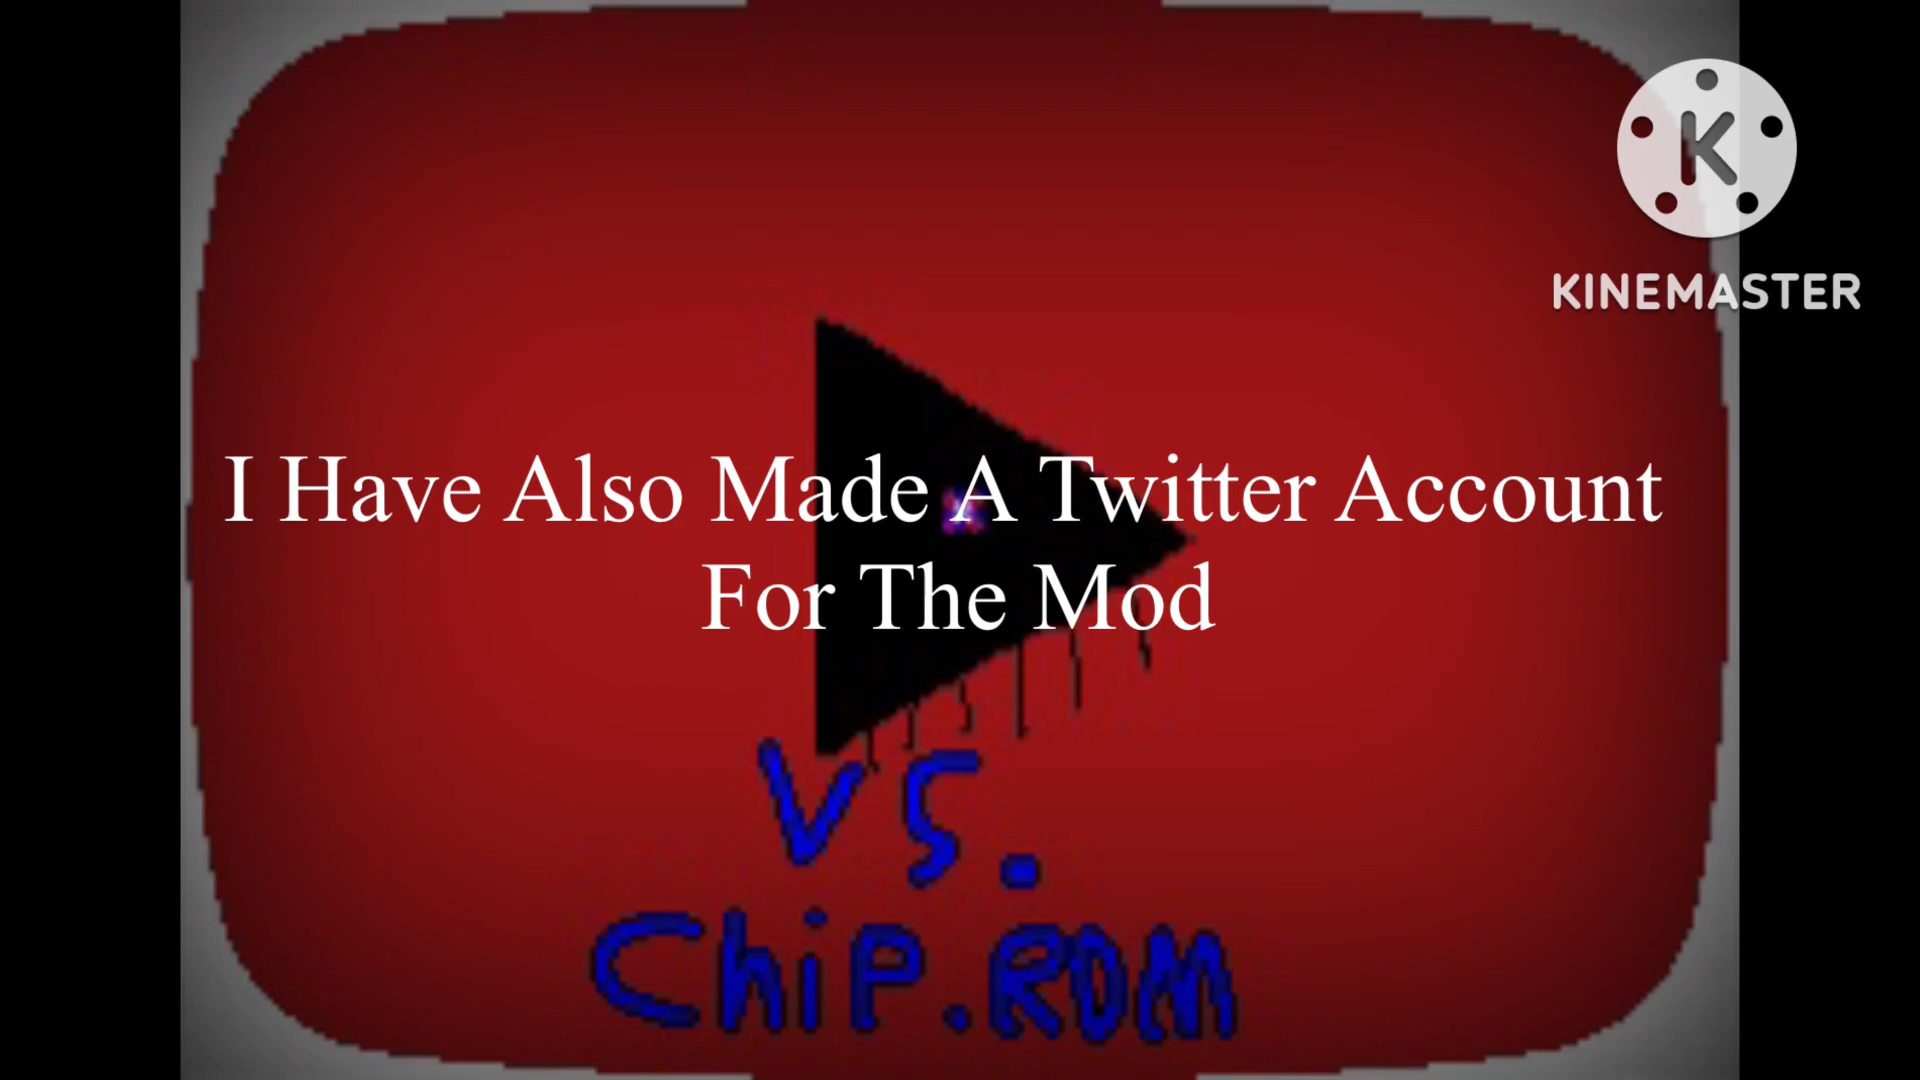 K
KINEMASTER
I Have Also Made A Twitter Account
For The Mod
VS.
ChiP.ROM